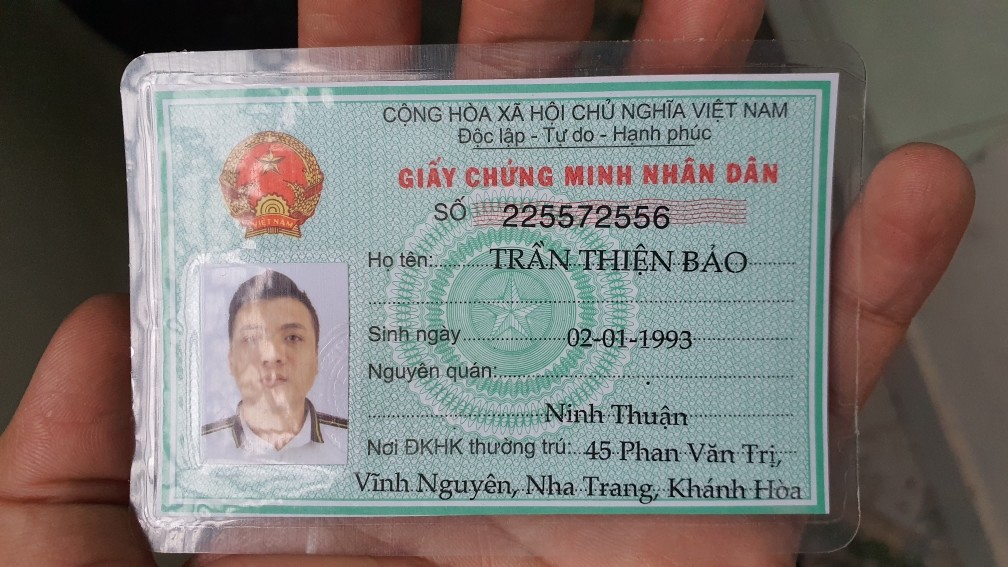 CỘNG HÒA XÃ HỘI CHỦ NGHĨA VIỆT NAM
Độc lập - Tự do - Hạnh phúc
GIẤY CHỨNG MINH NHÂN DÂN
SỐ 225572556
Họ tên: TRẦN THIỆN BẢO
Sinh ngày 02-01-1993
Nguyên quán:
Ninh Thuận
Nơi ĐKHK thường trú: 45 Phan Văn Trị,
Vĩnh Nguyên, Nha Trang, Khánh Hòa
VIỆT NAM